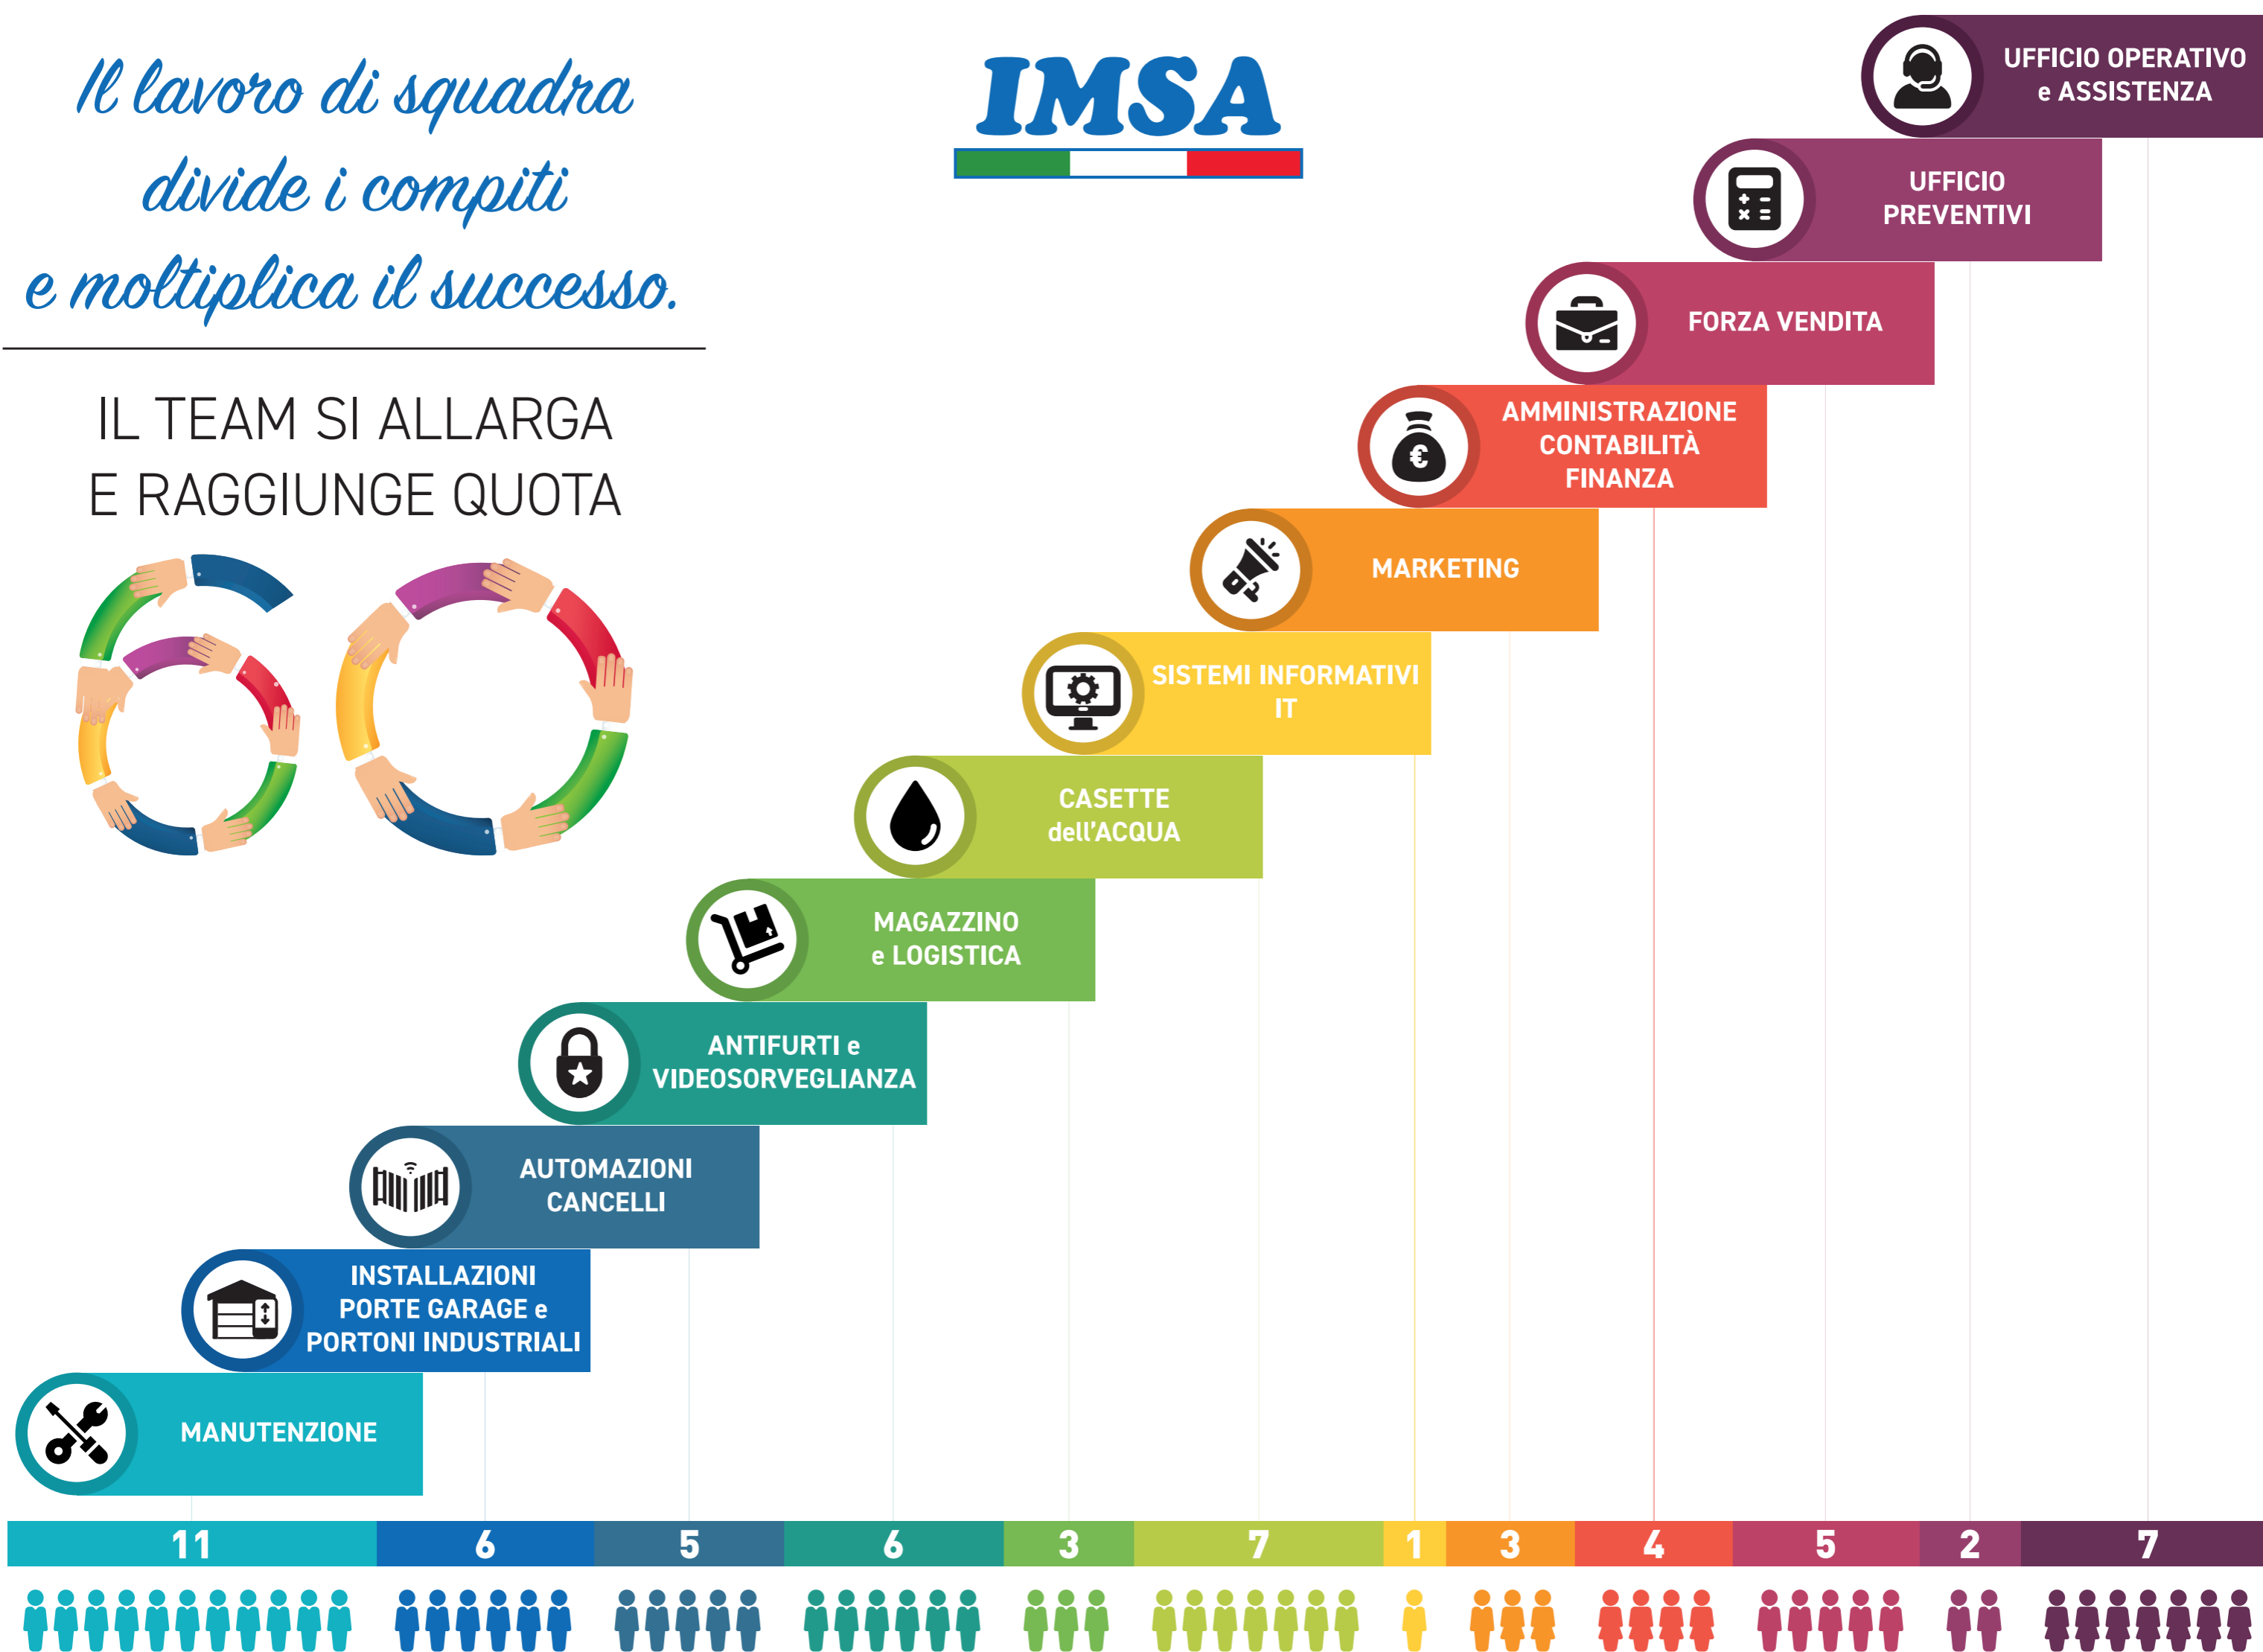 Il lavoro di squadra
divide i compiti
e moltiplica il successo.
IL TEAM SI ALLARGA
E RAGGIUNGE QUOTA
60
IMSA
UFFICIO OPERATIVO
e ASSISTENZA
UFFICIO
PREVENTIVI
FORZA VENDITA
AMMINISTRAZIONE
CONTABILITÀ
FINANZA
€
MARKETING
SISTEMI INFORMATIVI
IT
CASETTE
dell'ACQUA
MAGAZZINO
e LOGISTICA
ANTIFURTI e
VIDEOSORVEGLIANZA
AUTOMAZIONI
CANCELLI
INSTALLAZIONI
PORTE GARAGE e
PORTONI INDUSTRIALI
MANUTENZIONE
11 6 5 6 3 7 1 3 4 5 2 7